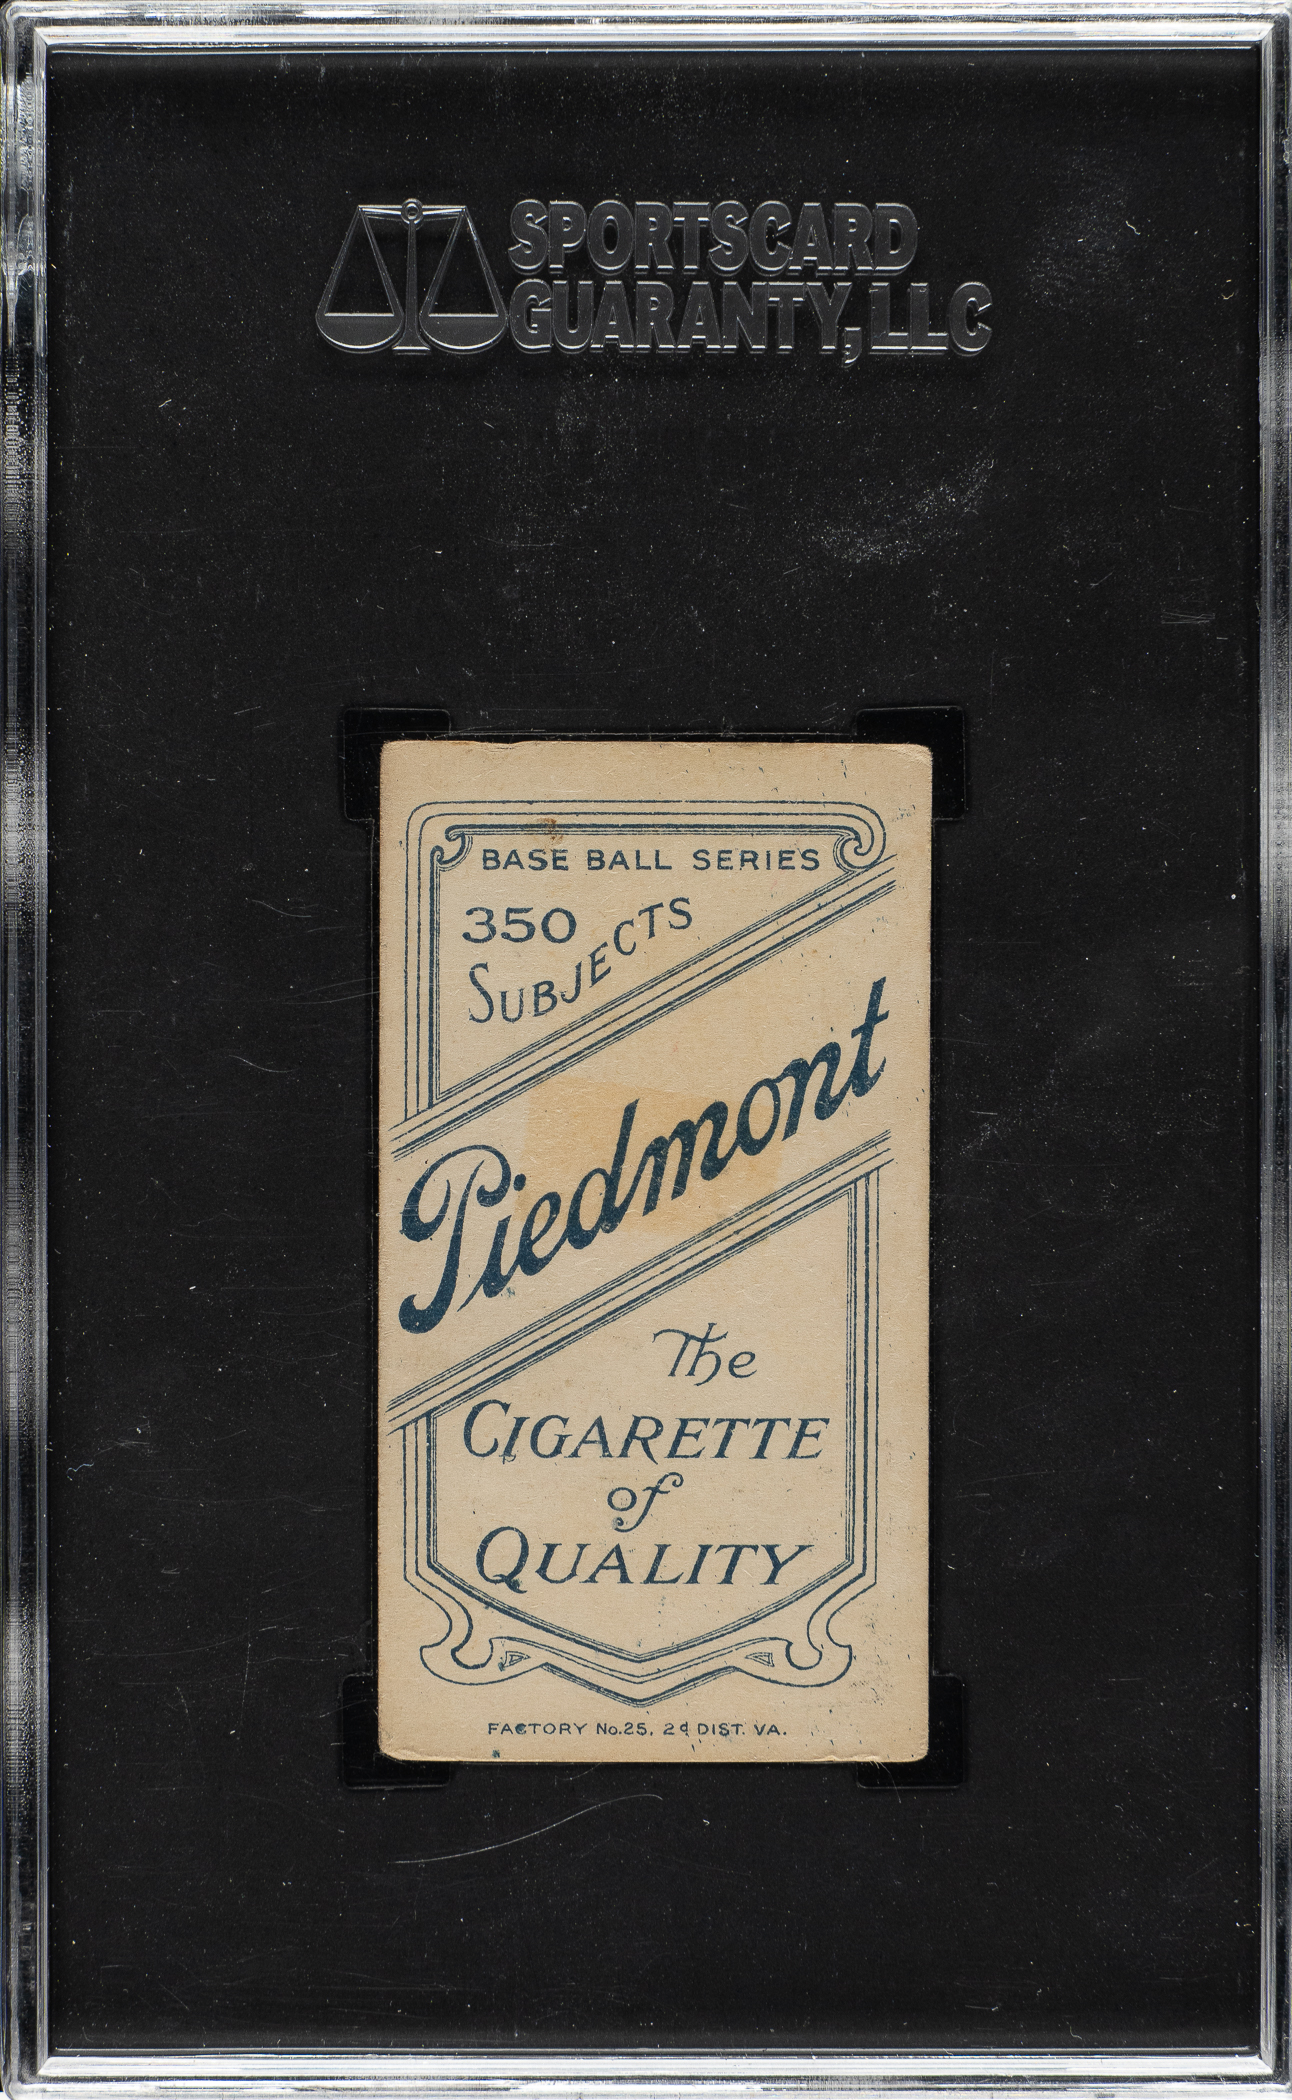 SPORTSCARD
GUARANTY, LLC
BASE BALL SERIES
350
SUBJECTS
Piedmont
The
CIGARETTE
of
QUALITY
FACTORY No. 25, 2d DIST. VA.